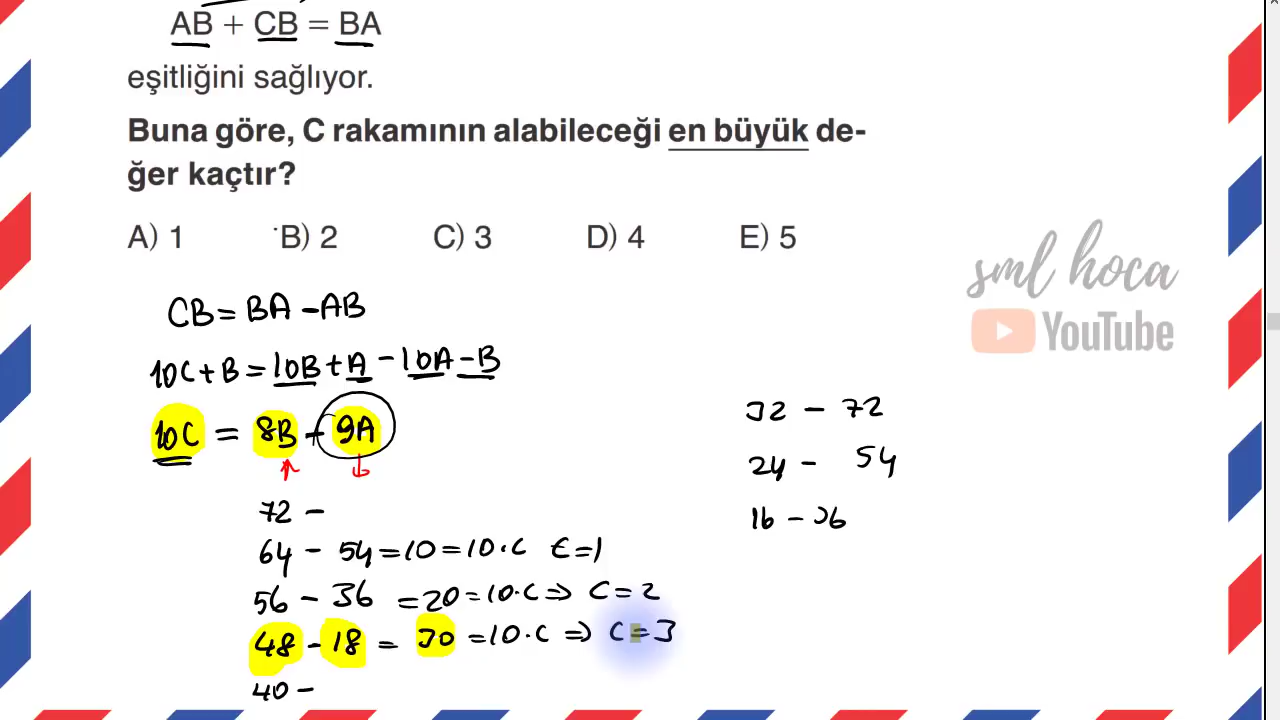 AB + CB = BA
eşitliğini sağlıyor.
Buna göre, C rakamının alabileceği en büyük de-
ğer kaçtır?
A) 1 B) 2 C) 3 D) 4 E) 5
sml hoca
YouTube
CB = BA - AB
10C + B = 10B + A - 10A - B
10C = 8B - 9A
32 - 72
24 - 54
16 - 36
72 -
64 - 54 = 10 = 10.C C = 1
56 - 36 = 20 = 10.C ⇒ C = 2
48 - 18 = 30 = 10.C ⇒ C = 3
40 -